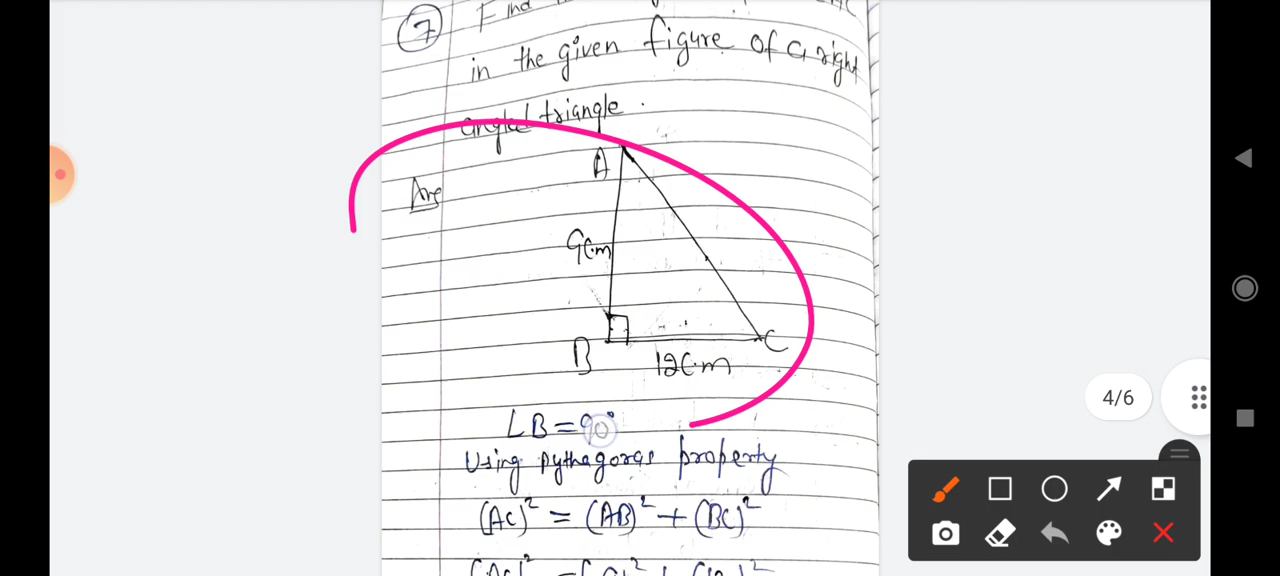 7 Find
in the given figure of a right
angled triangle.
Ans
A
9cm
B
12cm
C
4/6
∠B = 90°
Using pythagoras property
(AC)² = (AB)² + (BC)²